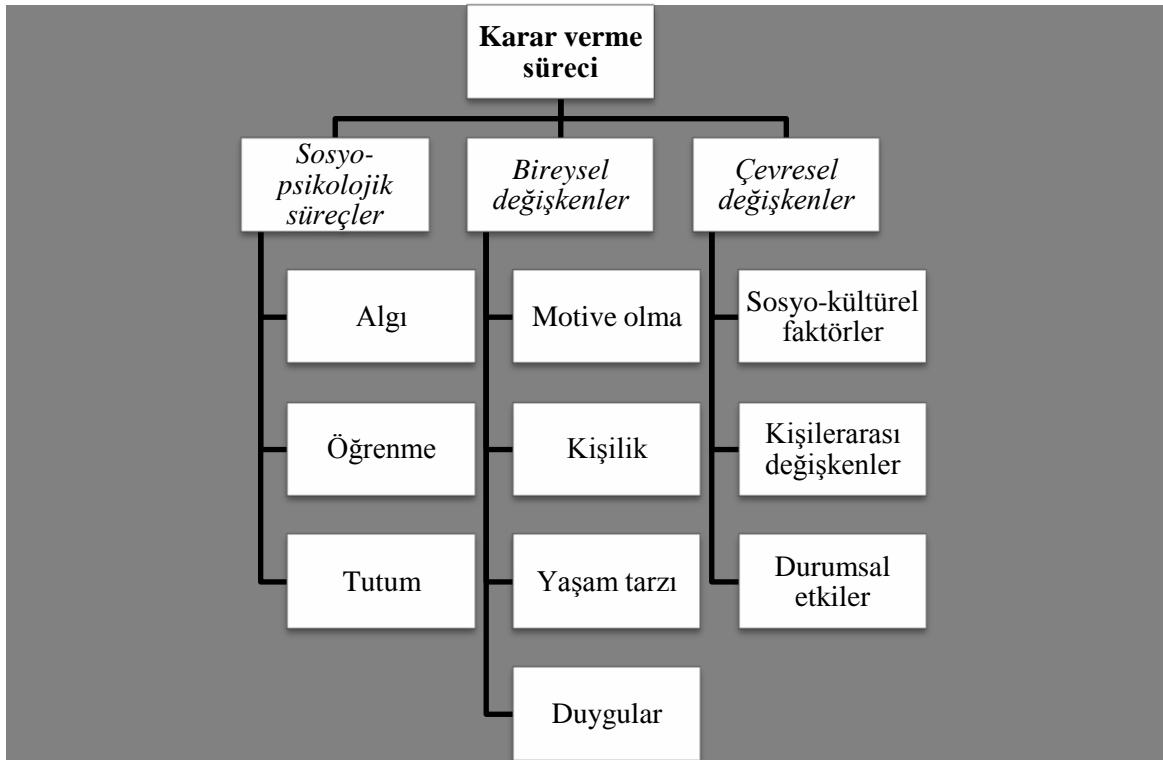 Karar verme
süreci
Sosyo-
psikolojik
süreçler
Algı
Öğrenme
Tutum
Bireysel
değişkenler
Motive olma
Kişilik
Yaşam tarzı
Duygular
Çevresel
değişkenler
Sosyo-kültürel
faktörler
Kişilerarası
değişkenler
Durumsal
etkiler